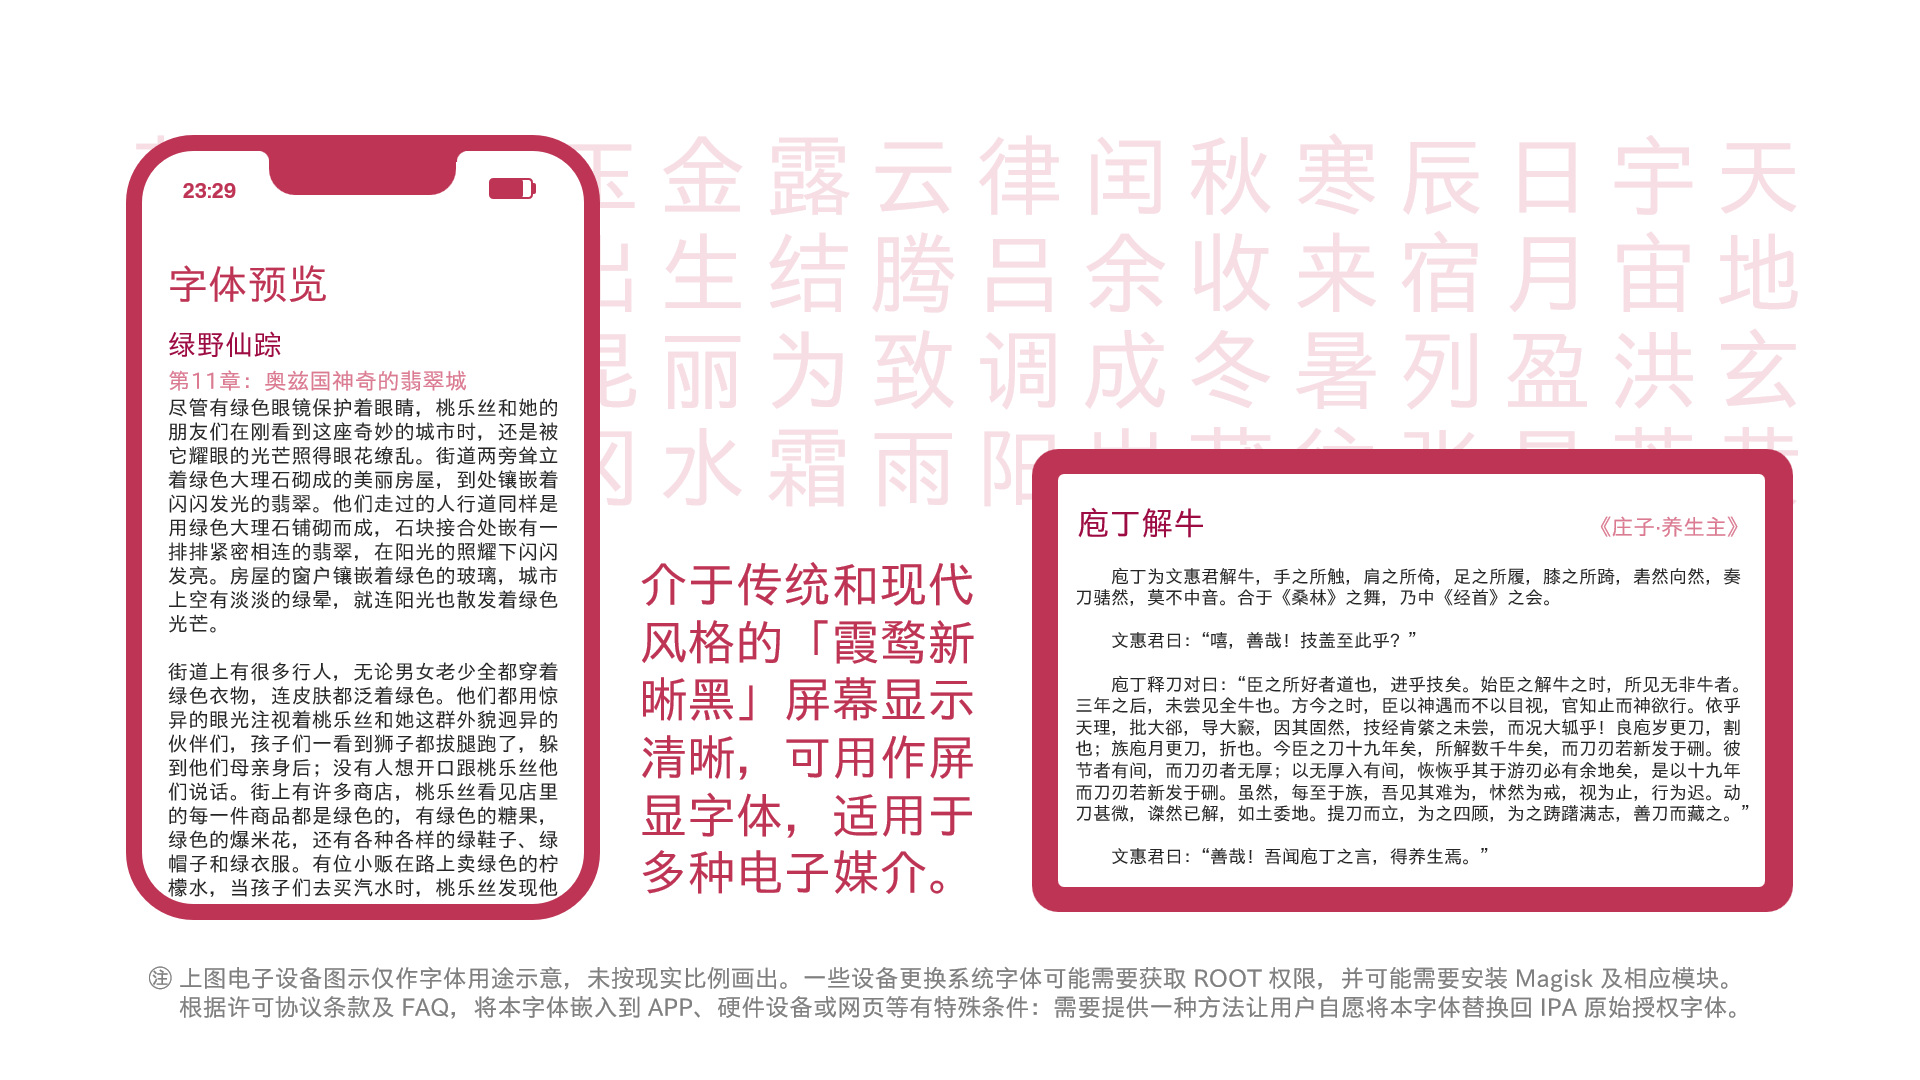 天地玄
宇宙洪
日月盈
辰宿列
寒来暑
秋收冬
闰余成
律吕调阳
云腾致雨
露结为霜
金生丽水
玉出昆冈
23:29
字体预览
绿野仙踪
第11章：奥兹国神奇的翡翠城
尽管有绿色眼镜保护着眼睛，桃乐丝和她的
朋友们在刚看到这座奇妙的城市时，还是被
它耀眼的光芒照得眼花缭乱。街道两旁耸立
着绿色大理石砌成的美丽房屋，到处镶嵌着
闪闪发光的翡翠。他们走过的人行道同样是
用绿色大理石铺砌而成，石块接合处嵌有一
排排紧密相连的翡翠，在阳光的照耀下闪闪
发亮。房屋的窗户镶嵌着绿色的玻璃，城市
上空有淡淡的绿晕，就连阳光也散发着绿色
光芒。
街道上有很多行人，无论男女老少全都穿着
绿色衣物，连皮肤都泛着绿色。他们都用惊
异的眼光注视着桃乐丝和她这群外貌迥异的
伙伴们，孩子们一看到狮子都拔腿跑了，躲
到他们母亲身后；没有人想开口跟桃乐丝他
们说话。街上有许多商店，桃乐丝看见店里
的每一件商品都是绿色的，有绿色的糖果，
绿色的爆米花，还有各种各样的绿鞋子、绿
帽子和绿衣服。有位小贩在路上卖绿色的柠
檬水，当孩子们去买汽水时，桃乐丝发现他
介于传统和现代
风格的「霞鹜新
晰黑」屏幕显示
清晰，可用作屏
显字体，适用于
多种电子媒介。
庖丁解牛
《庄子·养生主》
庖丁为文惠君解牛，手之所触，肩之所倚，足之所履，膝之所踦，砉然向然，奏
刀騞然，莫不中音。合于《桑林》之舞，乃中《经首》之会。
文惠君曰：“嘻，善哉！技盖至此乎？”
庖丁释刀对曰：“臣之所好者道也，进乎技矣。始臣之解牛之时，所见无非牛者。
三年之后，未尝见全牛也。方今之时，臣以神遇而不以目视，官知止而神欲行。依乎
天理，批大郤，导大窾，因其固然，技经肯綮之未尝，而况大軱乎！良庖岁更刀，割
也；族庖月更刀，折也。今臣之刀十九年矣，所解数千牛矣，而刀刃若新发于硎。彼
节者有间，而刀刃者无厚；以无厚入有间，恢恢乎其于游刃必有余地矣，是以十九年
而刀刃若新发于硎。虽然，每至于族，吾见其难为，怵然为戒，视为止，行为迟。动
刀甚微，謋然已解，如土委地。提刀而立，为之四顾，为之踌躇满志，善刀而藏之。”
文惠君曰：“善哉！吾闻庖丁之言，得养生焉。”
㊟ 上图电子设备图示仅作字体用途示意，未按现实比例画出。一些设备更换系统字体可能需要获取 ROOT 权限，并可能需要安装 Magisk 及相应模块。
根据许可协议条款及 FAQ，将本字体嵌入到 APP、硬件设备或网页等有特殊条件：需要提供一种方法让用户自愿将本字体替换回 IPA 原始授权字体。